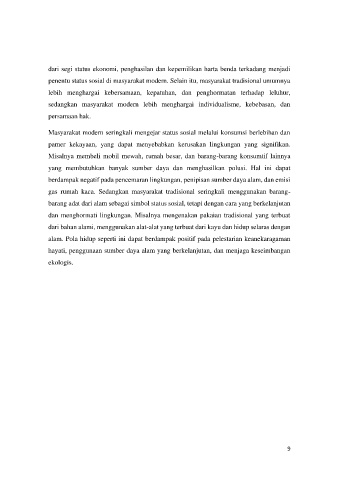 dari segi status ekonomi, penghasilan dan kepemilikan harta benda terkadang menjadi
penentu status sosial di masyarakat modern. Selain itu, masyarakat tradisional umumnya
lebih menghargai kebersamaan, kepatuhan, dan penghormatan terhadap leluhur,
sedangkan masyarakat modern lebih menghargai individualisme, kebebasan, dan
persamaan hak.
Masyarakat modern seringkali mengejar status sosial melalui konsumsi berlebihan dan
pamer kekayaan, yang dapat menyebabkan kerusakan lingkungan yang signifikan.
Misalnya membeli mobil mewah, rumah besar, dan barang-barang konsumtif lainnya
yang membutuhkan banyak sumber daya dan menghasilkan polusi. Hal ini dapat
berdampak negatif pada pencemaran lingkungan, penipisan sumber daya alam, dan emisi
gas rumah kaca. Sedangkan masyarakat tradisional seringkali menggunakan barang-
barang adat dari alam sebagai simbol status sosial, tetapi dengan cara yang berkelanjutan
dan menghormati lingkungan. Misalnya mengenakan pakaian tradisional yang terbuat
dari bahan alami, menggunakan alat-alat yang terbuat dari kayu dan hidup selaras dengan
alam. Pola hidup seperti ini dapat berdampak positif pada pelestarian keanekaragaman
hayati, penggunaan sumber daya alam yang berkelanjutan, dan menjaga keseimbangan
ekologis.
9